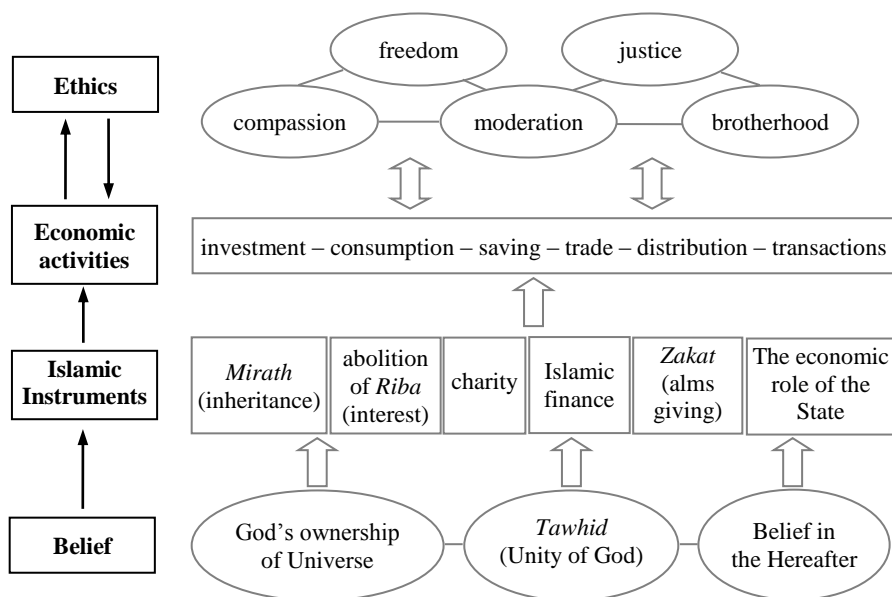 freedom
justice
Ethics
compassion
moderation
brotherhood
Economic
activities
investment – consumption – saving – trade – distribution – transactions
Islamic
Instruments
Mirath
(inheritance)
abolition
of Riba
(interest)
charity
Islamic
finance
Zakat
(alms
giving)
The economic
role of the
State
Belief
God’s ownership
of Universe
Tawhid
(Unity of God)
Belief in
the Hereafter